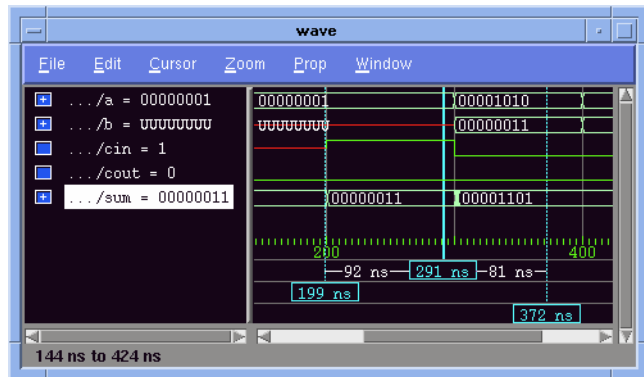 wave
File Edit Cursor Zoom Prop Window
.../a = 00000001 00000001 00001010
.../b = UUUUUUUU UUUUUUUU 00000011
.../cin = 1
.../cout = 0
.../sum = 00000011 00000011 00001101
200 400
92 ns 291 ns 81 ns
199 ns
372 ns
144 ns to 424 ns